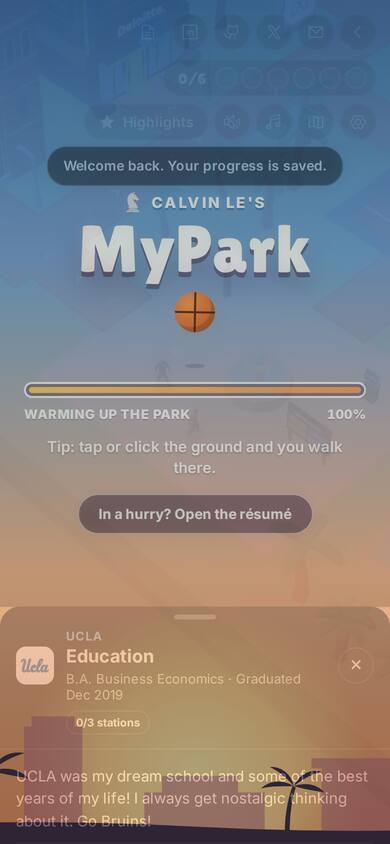 Deloitte
0/6
Highlights
Welcome back. Your progress is saved.
CALVIN LE'S
MyPark
WARMING UP THE PARK 100%
Tip: tap or click the ground and you walk
there.
In a hurry? Open the résumé
UCLA
Ucla
Education
B.A. Business Economics · Graduated
Dec 2019
0/3 stations
UCLA was my dream school and some of the best
years of my life! I always get nostalgic thinking
about it. Go Bruins!